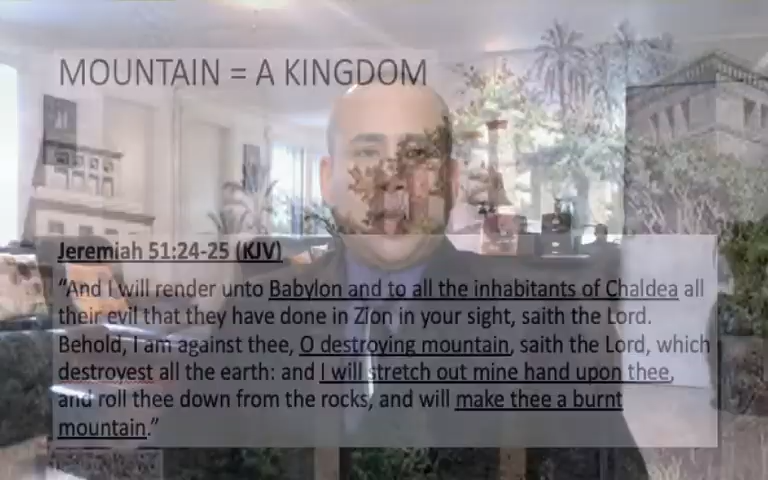 MOUNTAIN = A KINGDOM
Jeremiah 51:24-25 (KJV)
“And I will render unto Babylon and to all the inhabitants of Chaldea all
their evil that they have done in Zion in your sight, saith the Lord.
Behold, I am against thee, O destroying mountain, saith the Lord, which
destroyest all the earth: and I will stretch out mine hand upon thee,
and roll thee down from the rocks, and will make thee a burnt
mountain.”